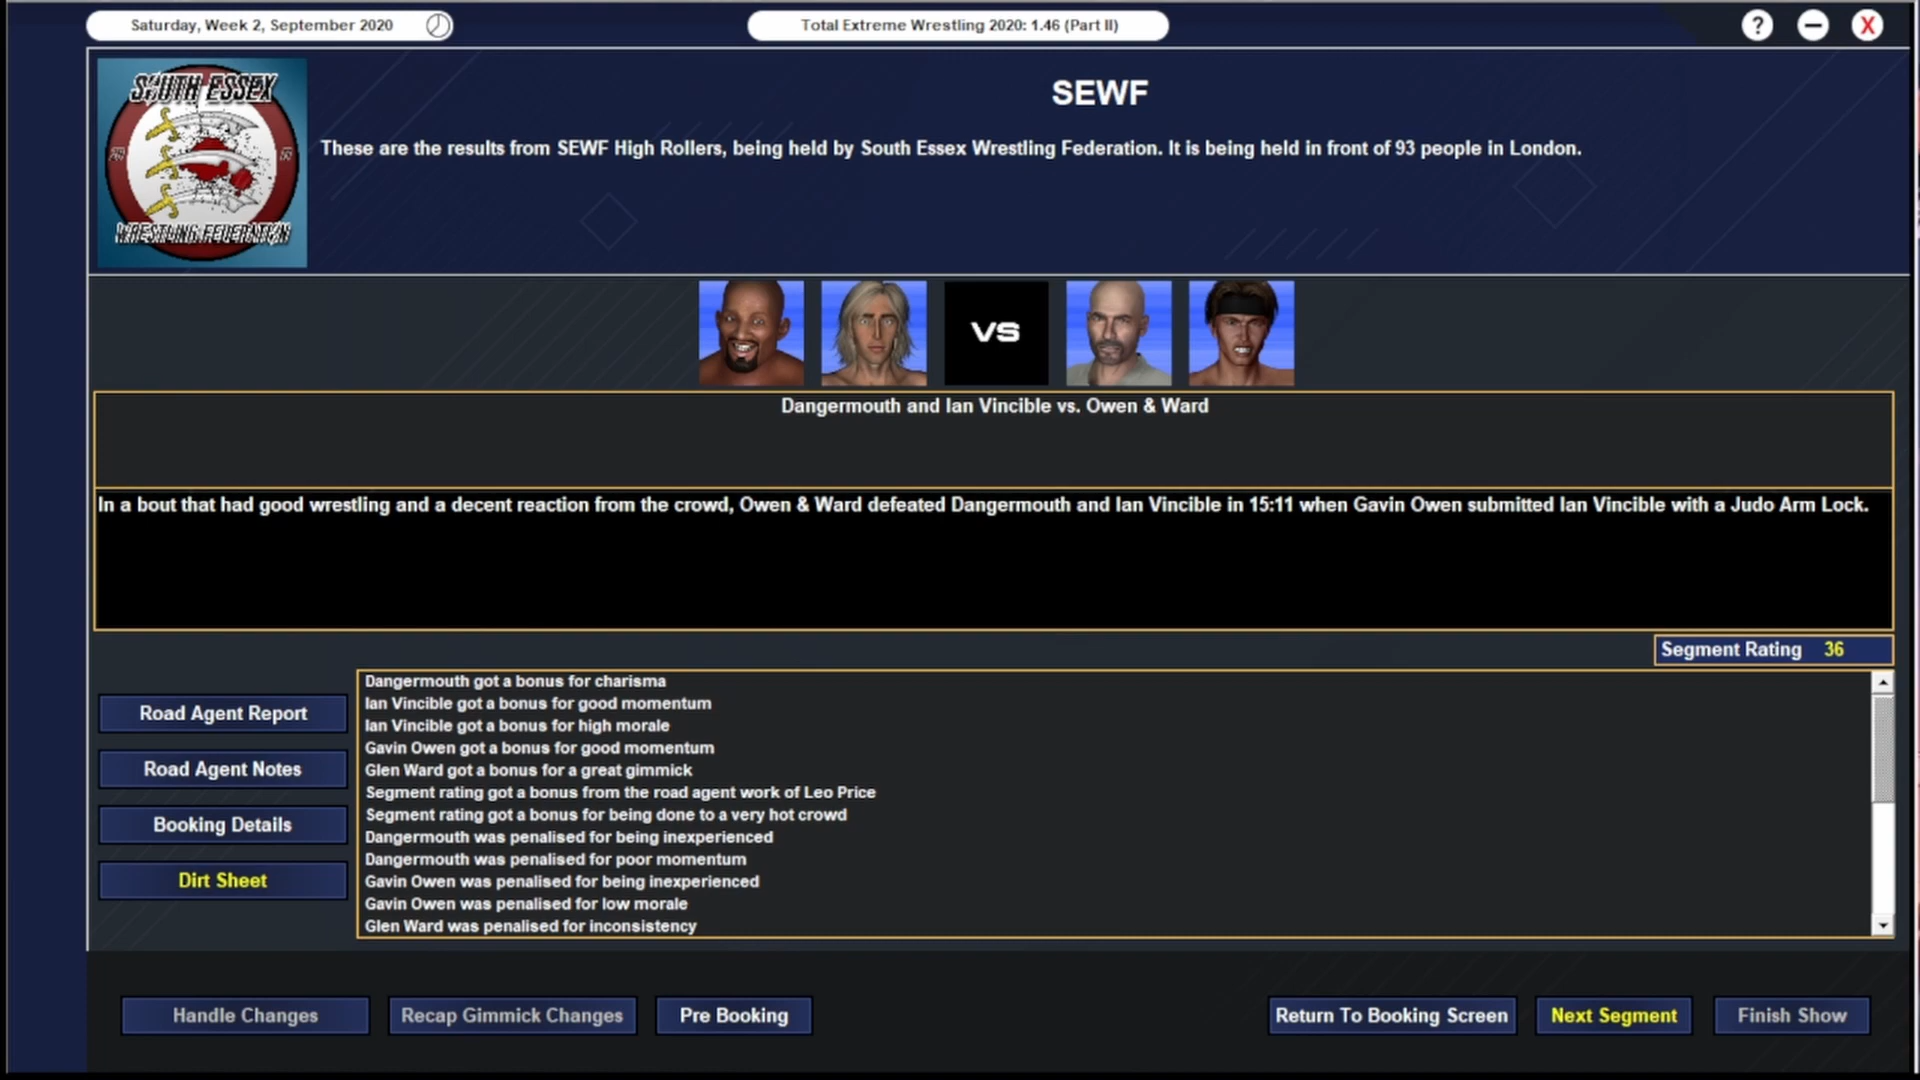 Saturday, Week 2, September 2020
Total Extreme Wrestling 2020: 1.46 (Part II)
?
X
SOUTH ESSEX
WRESTLING FEDERATION
SEWF
These are the results from SEWF High Rollers, being held by South Essex Wrestling Federation. It is being held in front of 93 people in London.
VS
Dangermouth and Ian Vincible vs. Owen & Ward
In a bout that had good wrestling and a decent reaction from the crowd, Owen & Ward defeated Dangermouth and Ian Vincible in 15:11 when Gavin Owen submitted Ian Vincible with a Judo Arm Lock.
Segment Rating 36
Road Agent Report
Road Agent Notes
Booking Details
Dirt Sheet
Dangermouth got a bonus for charisma
Ian Vincible got a bonus for good momentum
Ian Vincible got a bonus for high morale
Gavin Owen got a bonus for good momentum
Glen Ward got a bonus for a great gimmick
Segment rating got a bonus from the road agent work of Leo Price
Segment rating got a bonus for being done to a very hot crowd
Dangermouth was penalised for being inexperienced
Dangermouth was penalised for poor momentum
Gavin Owen was penalised for being inexperienced
Gavin Owen was penalised for low morale
Glen Ward was penalised for inconsistency
Handle Changes
Recap Gimmick Changes
Pre Booking
Return To Booking Screen
Next Segment
Finish Show